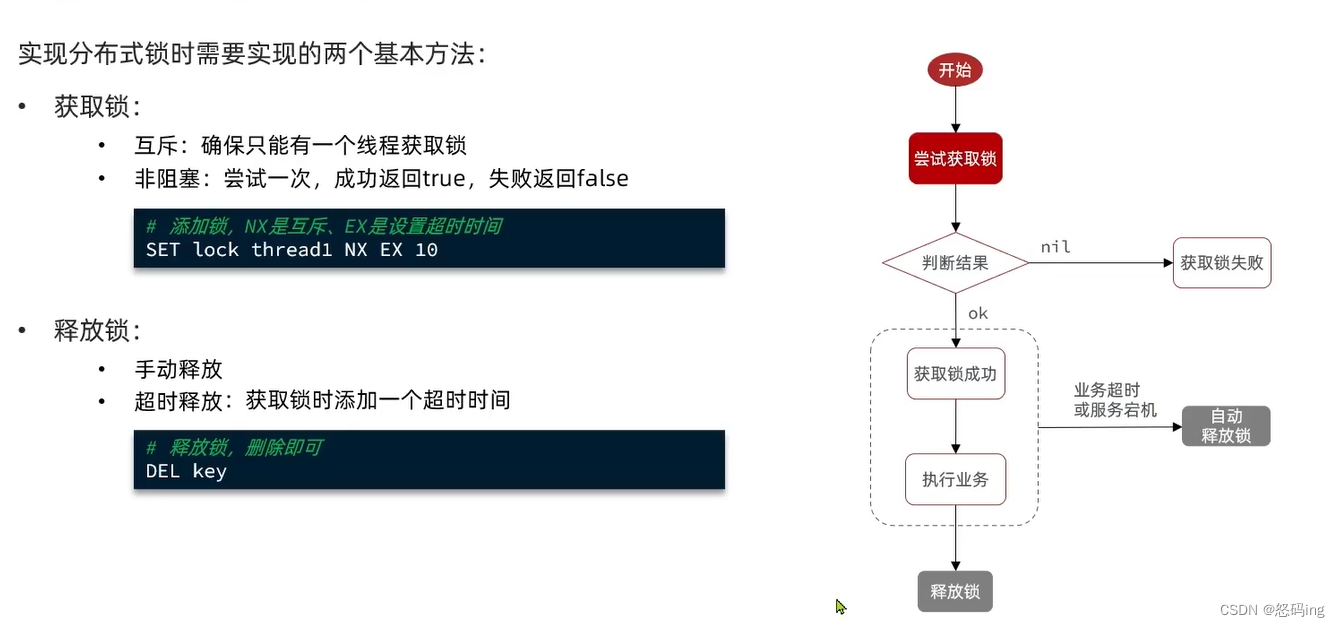 实现分布式锁时需要实现的两个基本方法：
• 获取锁：
• 互斥：确保只能有一个线程获取锁
• 非阻塞：尝试一次，成功返回true，失败返回false
# 添加锁，NX是互斥、EX是设置超时时间
SET lock thread1 NX EX 10
• 释放锁：
• 手动释放
• 超时释放：获取锁时添加一个超时时间
# 释放锁，删除即可
DEL key
开始
尝试获取锁
判断结果
nil
获取锁失败
ok
获取锁成功
执行业务
业务超时
或服务宕机
自动
释放锁
释放锁
CSDN @怒码ing